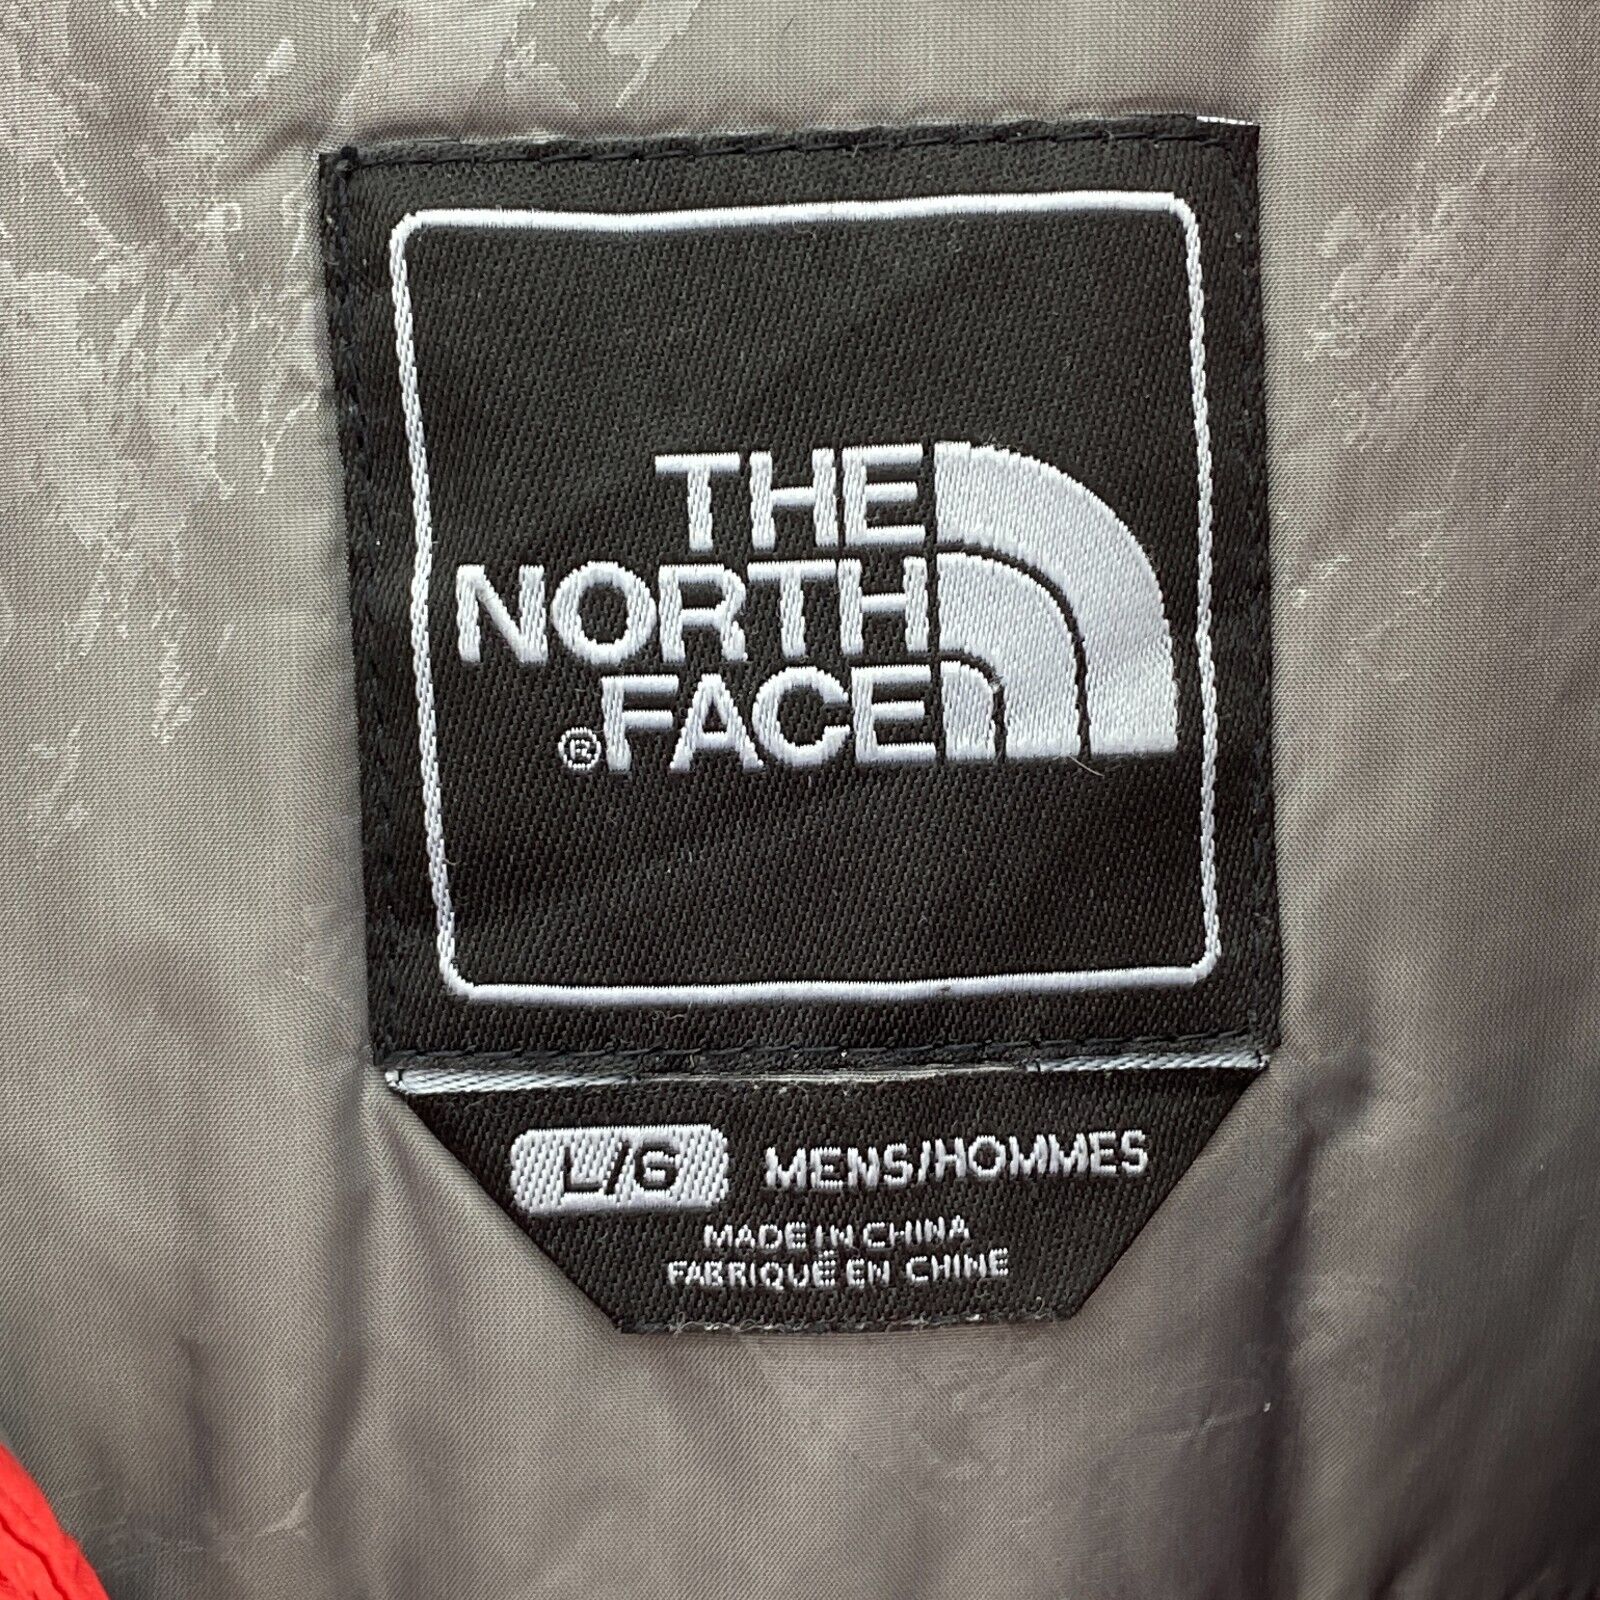 THE
NORTH
®FACE
L/G MENS/HOMMES
MADE IN CHINA
FABRIQUÉ EN CHINE